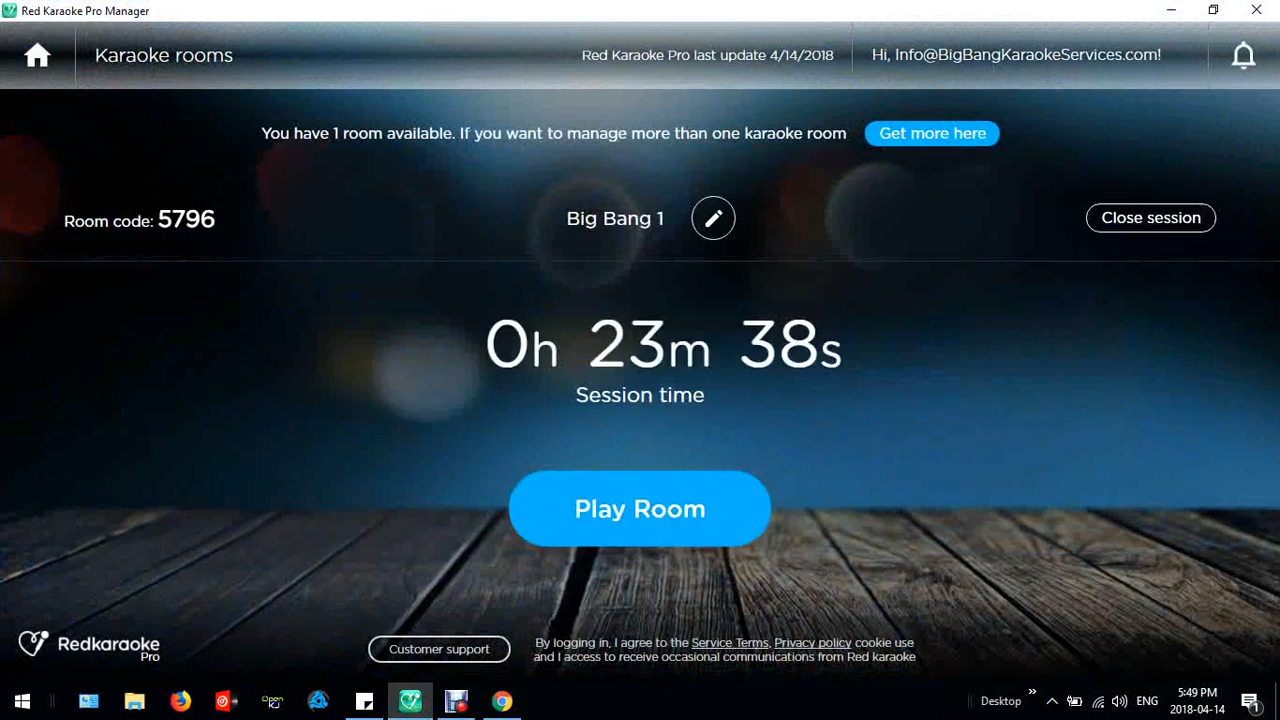 Red Karaoke Pro Manager
Karaoke rooms
Red Karaoke Pro last update 4/14/2018
Hi, Info@BigBangKaraokeServices.com!
You have 1 room available. If you want to manage more than one karaoke room
Get more here
Room code: 5796
Big Bang 1
Close session
0h 23m 38s
Session time
Play Room
Redkaraoke
Pro
Customer support
By logging in, I agree to the Service Terms, Privacy policy cookie use
and I access to receive occasional communications from Red karaoke
Open
Desktop
ENG
5:49 PM
2018-04-14
1